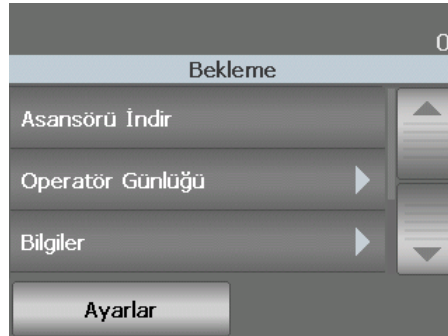 0
Bekleme
Asansörü İndir
Operatör Günlüğü
Bilgiler
Ayarlar